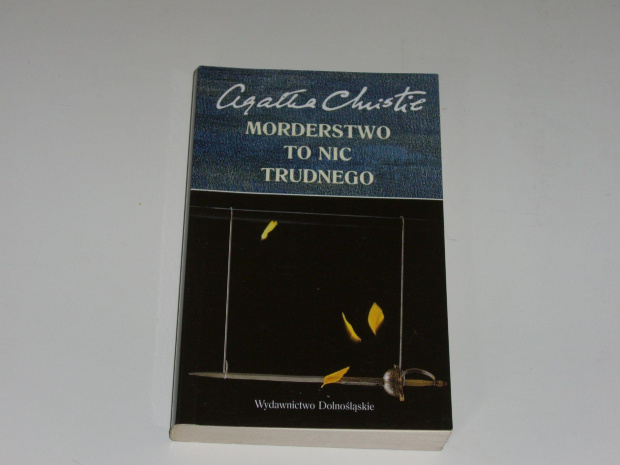 Agatha Christie
MORDERSTWO
TO NIC
TRUDNEGO
Wydawnictwo Dolnośląskie